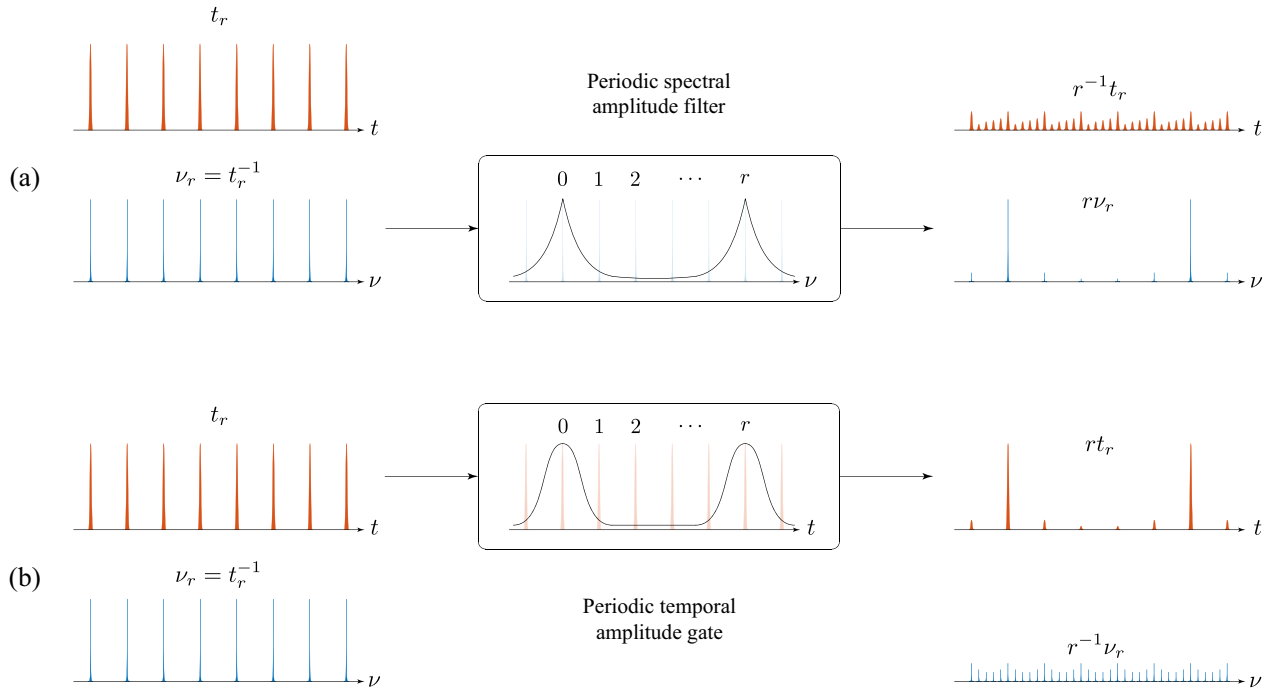 (a)
t_r
t
ν_r = t_r^{-1}
ν
Periodic spectral
amplitude filter
0 1 2 ⋯ r
ν
r^{-1}t_r
t
rν_r
ν
(b)
t_r
t
ν_r = t_r^{-1}
ν
0 1 2 ⋯ r
t
Periodic temporal
amplitude gate
rt_r
t
r^{-1}ν_r
ν